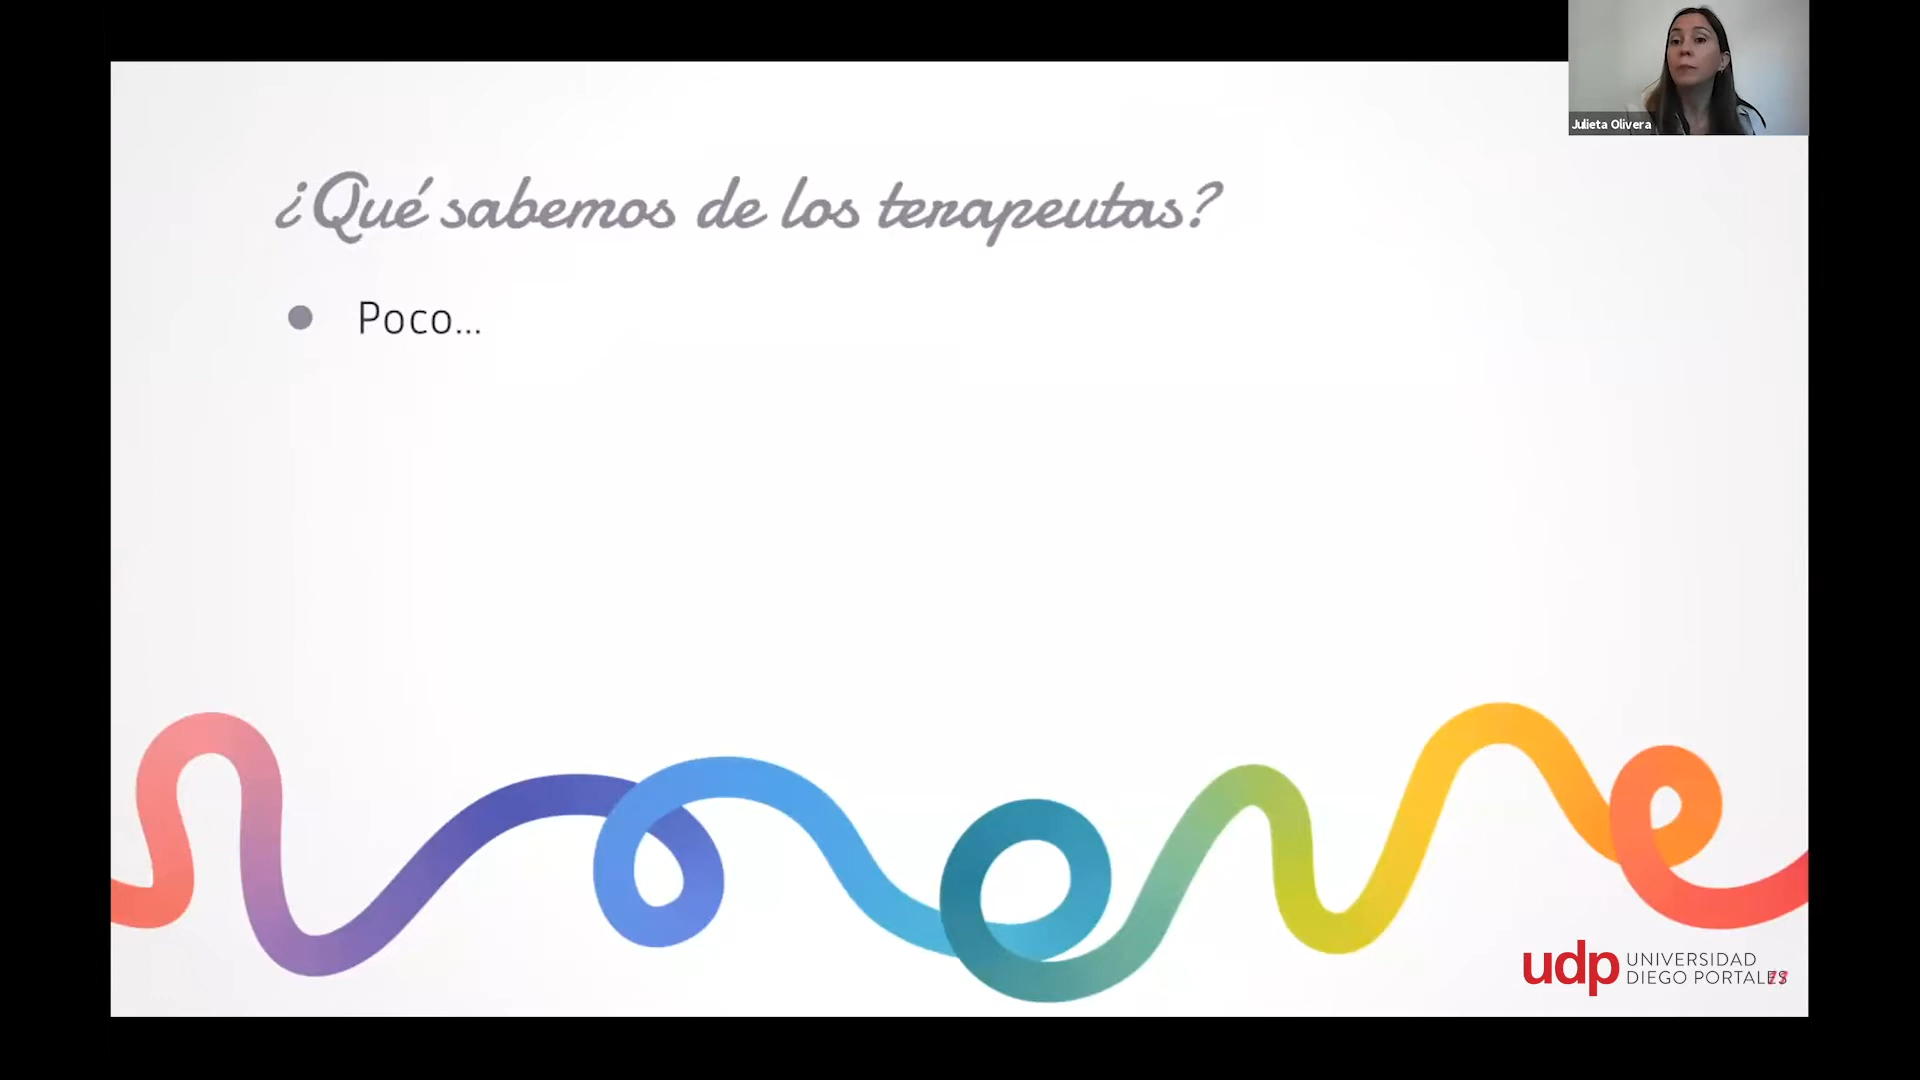 Julieta Olivera
¿Qué sabemos de los terapeutas?
Poco...
udp UNIVERSIDAD
DIEGO PORTALES